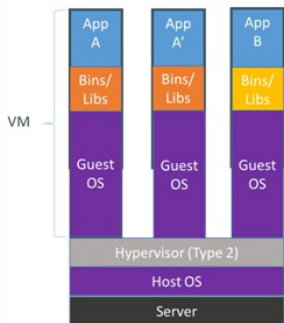 App
A
App
A'
App
B
Bins/
Libs
Bins/
Libs
Bins/
Libs
VM
Guest
OS
Guest
OS
Guest
OS
Hypervisor (Type 2)
Host OS
Server